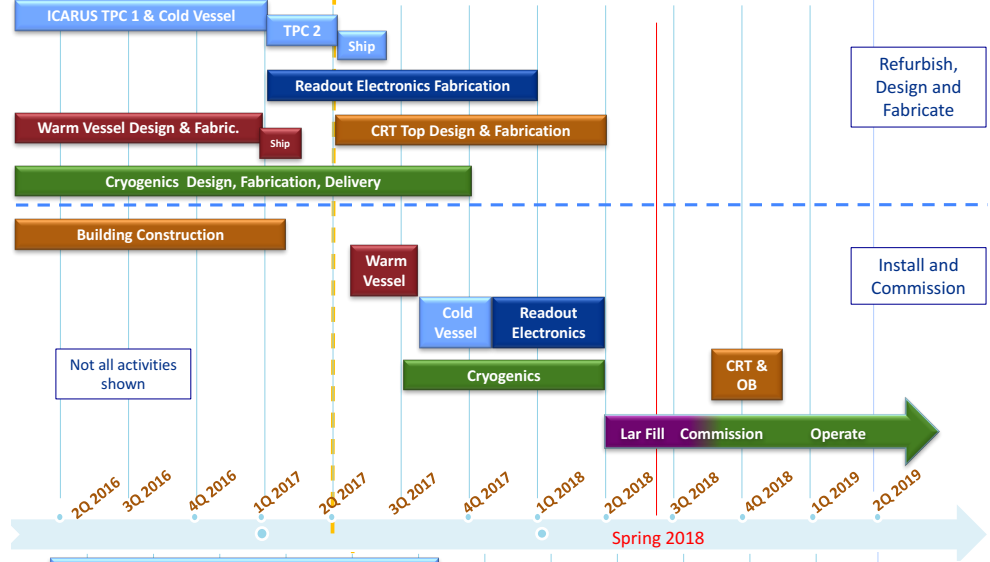 ICARUS TPC 1 & Cold Vessel
TPC 2
Ship
Readout Electronics Fabrication
Refurbish,
Design and
Fabricate
Warm Vessel Design & Fabric.
Ship
CRT Top Design & Fabrication
Cryogenics Design, Fabrication, Delivery
Building Construction
Warm
Vessel
Install and
Commission
Cold
Vessel
Readout
Electronics
Not all activities
shown
Cryogenics
CRT &
OB
Lar Fill
Commission
Operate
2Q 2016
3Q 2016
4Q 2016
1Q 2017
2Q 2017
3Q 2017
4Q 2017
1Q 2018
2Q 2018
3Q 2018
4Q 2018
1Q 2019
2Q 2019
Spring 2018